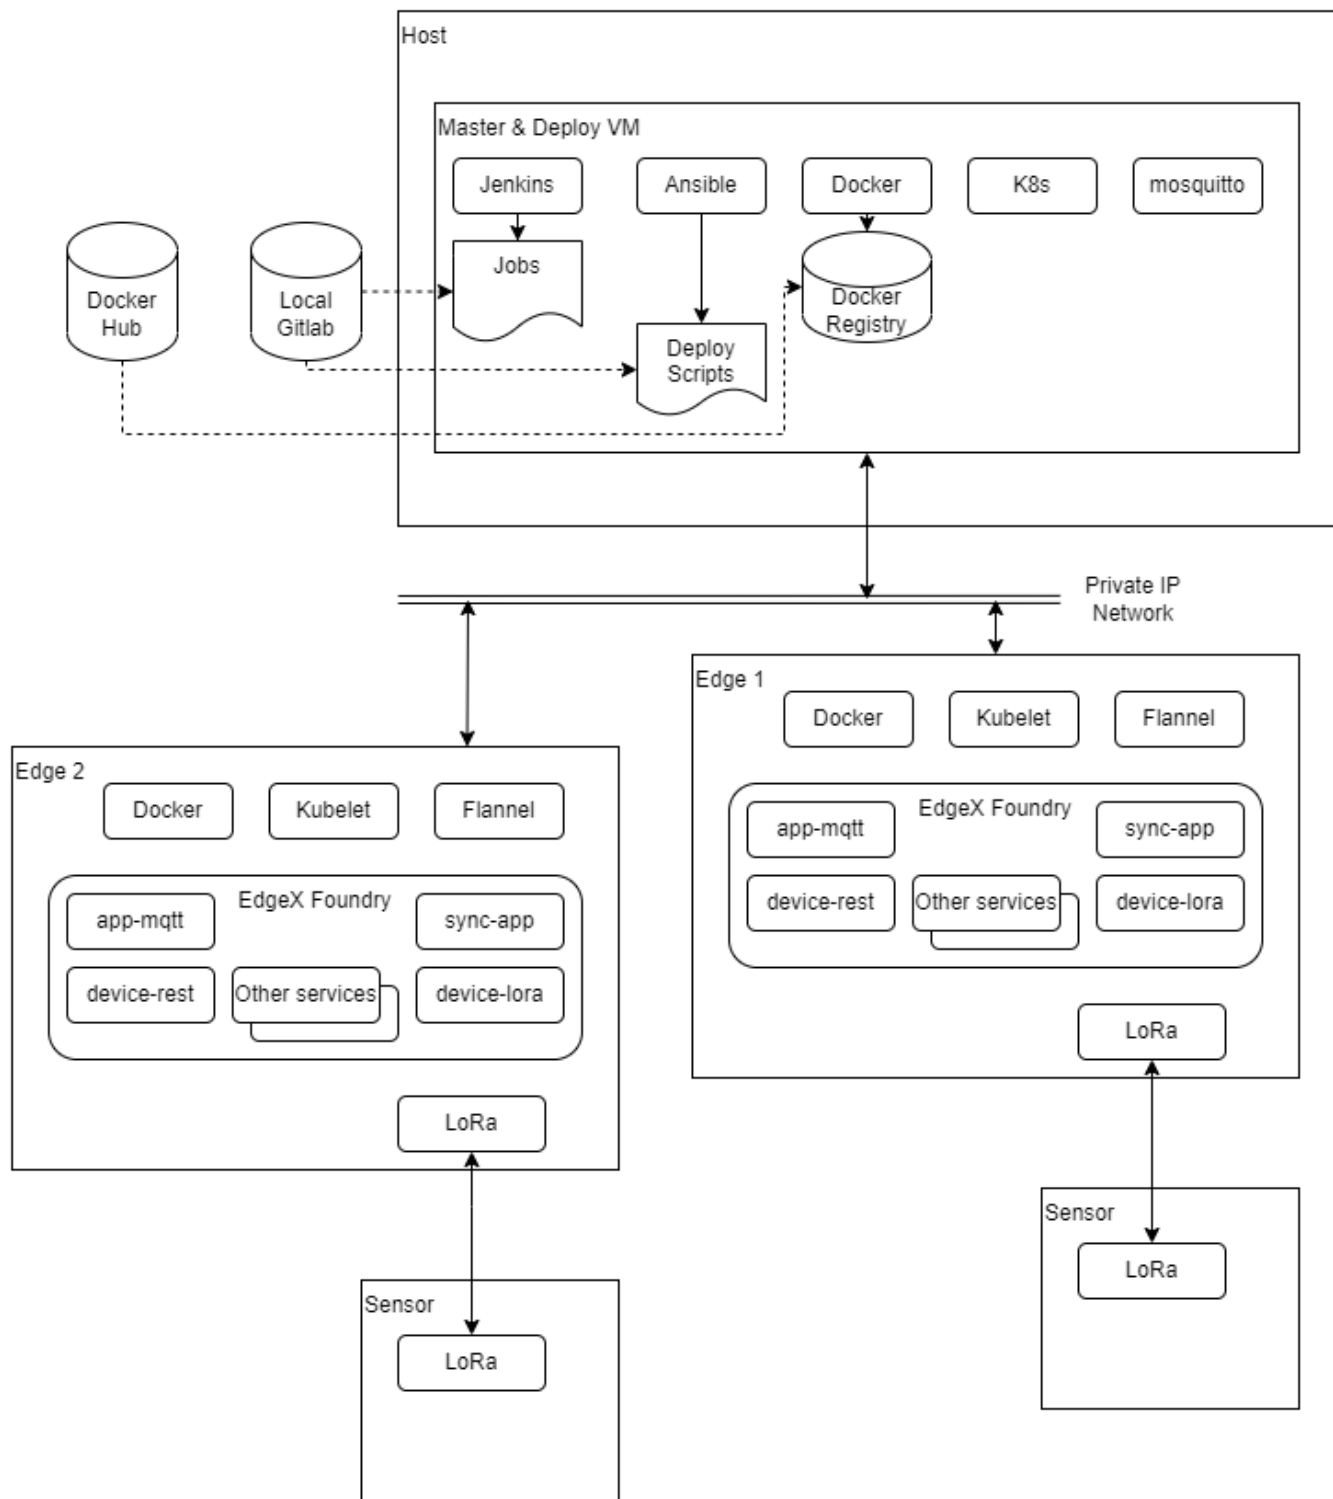 Host
Master & Deploy VM
Jenkins
Ansible
Docker
K8s
mosquitto
Jobs
Docker
Hub
Local
Gitlab
Docker
Registry
Deploy
Scripts
Private IP
Network
Edge 1
Docker
Kubelet
Flannel
EdgeX Foundry
app-mqtt
sync-app
device-rest
Other services
device-lora
LoRa
Edge 2
Docker
Kubelet
Flannel
EdgeX Foundry
app-mqtt
sync-app
device-rest
Other services
device-lora
LoRa
Sensor
LoRa
Sensor
LoRa